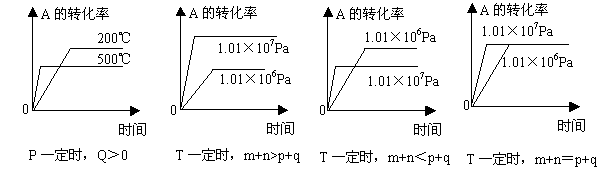 A 的转化率
200℃
500℃
0
时间
P 一定时，Q＞0
A 的转化率
1.01×10⁷Pa
1.01×10⁶Pa
0
时间
T 一定时，m+n>p+q
A 的转化率
1.01×10⁶Pa
1.01×10⁷Pa
0
时间
T 一定时，m+n＜p+q
A 的转化率
1.01×10⁷Pa
1.01×10⁶Pa
0
时间
T 一定时，m+n＝p+q